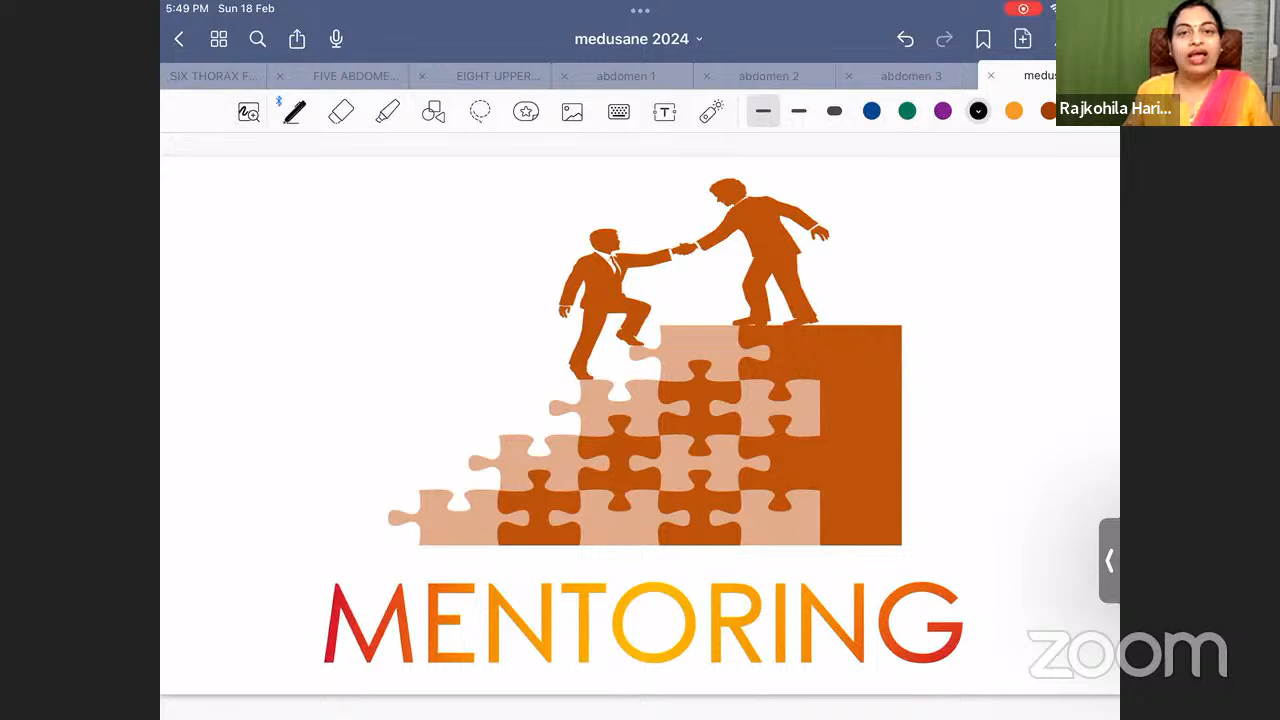 5:49 PM Sun 18 Feb
medusane 2024
SIX THORAX F... FIVE ABDOME... EIGHT UPPER... abdomen 1 abdomen 2 abdomen 3 medus
T
Rajkohila Hari...
MENTORING
zoom